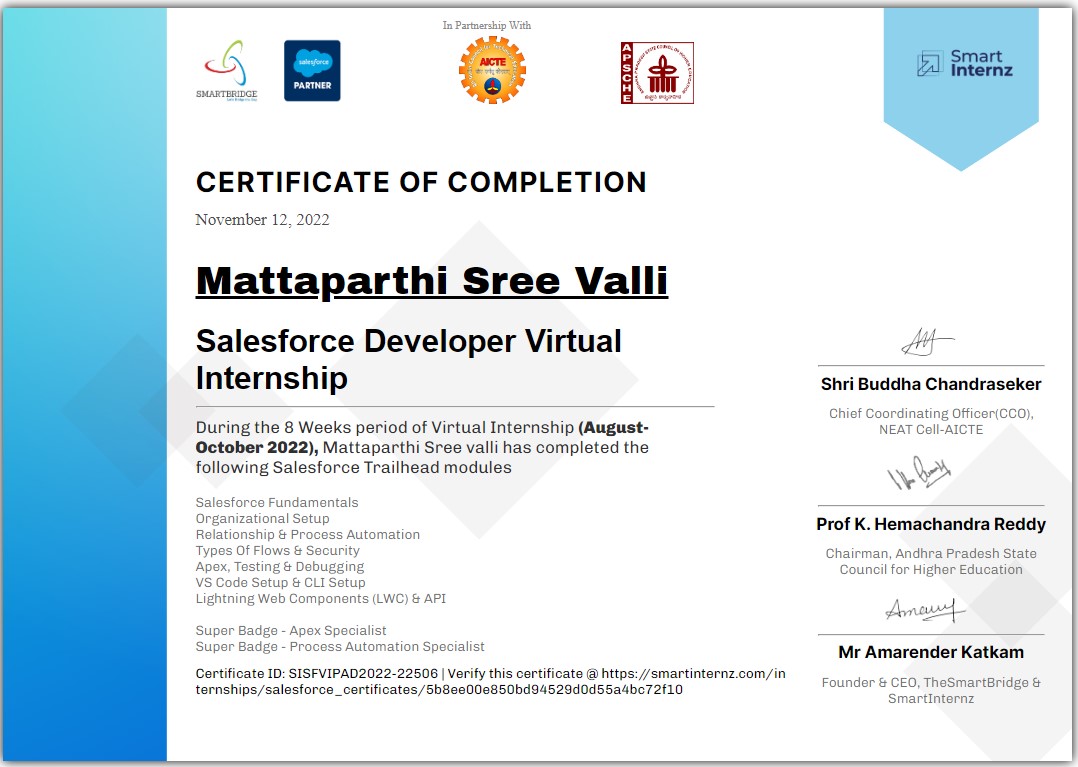 In Partnership With
SMARTBRIDGE
salesforce
PARTNER
AICTE
APSCHE
Smart
Internz
CERTIFICATE OF COMPLETION
November 12, 2022
Mattaparthi Sree Valli
Salesforce Developer Virtual
Internship
During the 8 Weeks period of Virtual Internship (August-
October 2022), Mattaparthi Sree valli has completed the
following Salesforce Trailhead modules
Salesforce Fundamentals
Organizational Setup
Relationship & Process Automation
Types Of Flows & Security
Apex, Testing & Debugging
VS Code Setup & CLI Setup
Lightning Web Components (LWC) & API
Super Badge - Apex Specialist
Super Badge - Process Automation Specialist
Certificate ID: SISFVIPAD2022-22506 | Verify this certificate @ https://smartinternz.com/in
ternships/salesforce_certificates/5b8ee00e850bd94529d0d55a4bc72f10
Shri Buddha Chandraseker
Chief Coordinating Officer(CCO),
NEAT Cell-AICTE
Prof K. Hemachandra Reddy
Chairman, Andhra Pradesh State
Council for Higher Education
Mr Amarender Katkam
Founder & CEO, TheSmartBridge &
SmartInternz